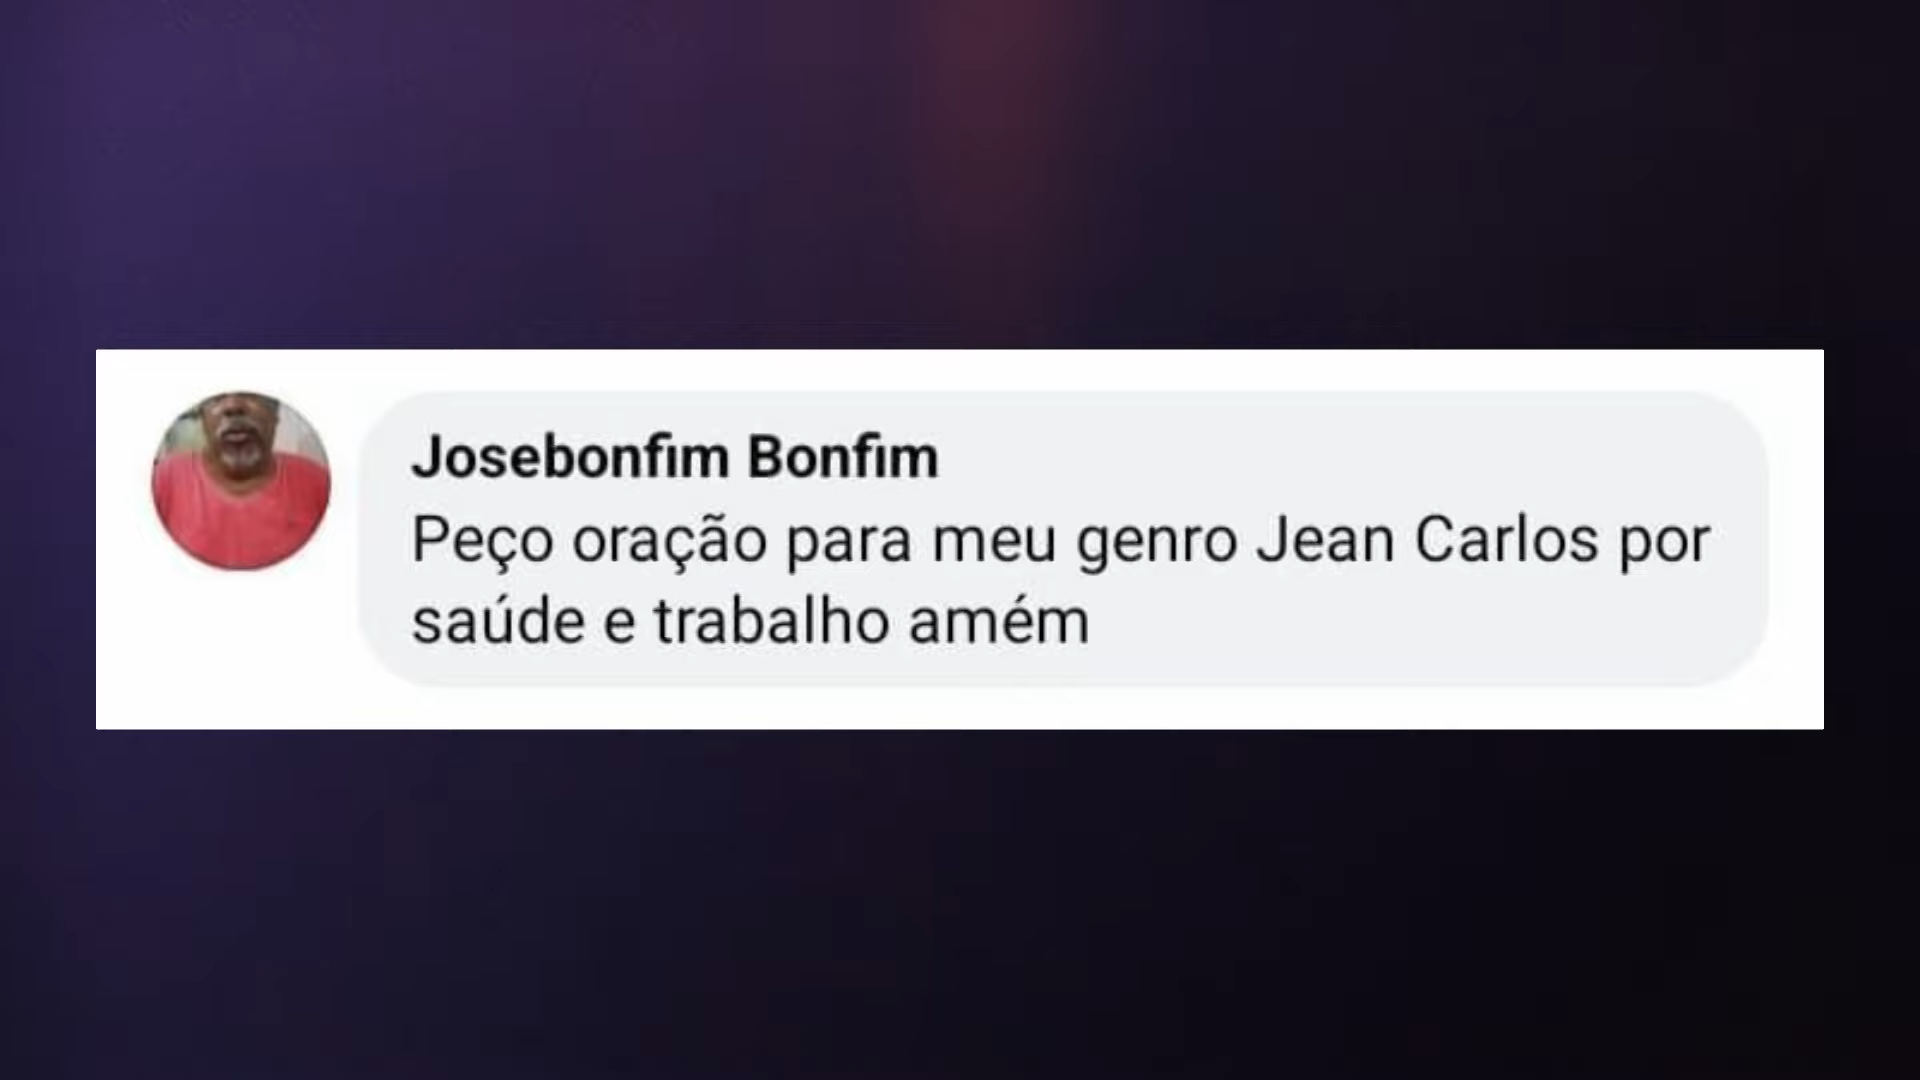 Josebonfim Bonfim
Peço oração para meu genro Jean Carlos por
saúde e trabalho amém